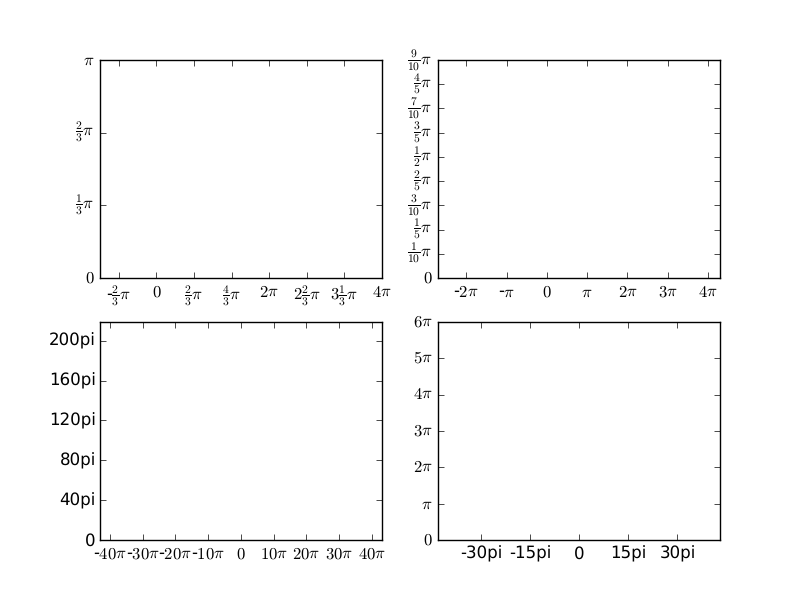 π
2/3π
1/3π
0
-2/3π 0 2/3π 4/3π 2π 2 2/3π 3 1/3π 4π
9/10π
4/5π
7/10π
3/5π
1/2π
2/5π
3/10π
1/5π
1/10π
0
-2π -π 0 π 2π 3π 4π
200pi
160pi
120pi
80pi
40pi
0
-40π -30π -20π -10π 0 10π 20π 30π 40π
6π
5π
4π
3π
2π
π
0
-30pi -15pi 0 15pi 30pi